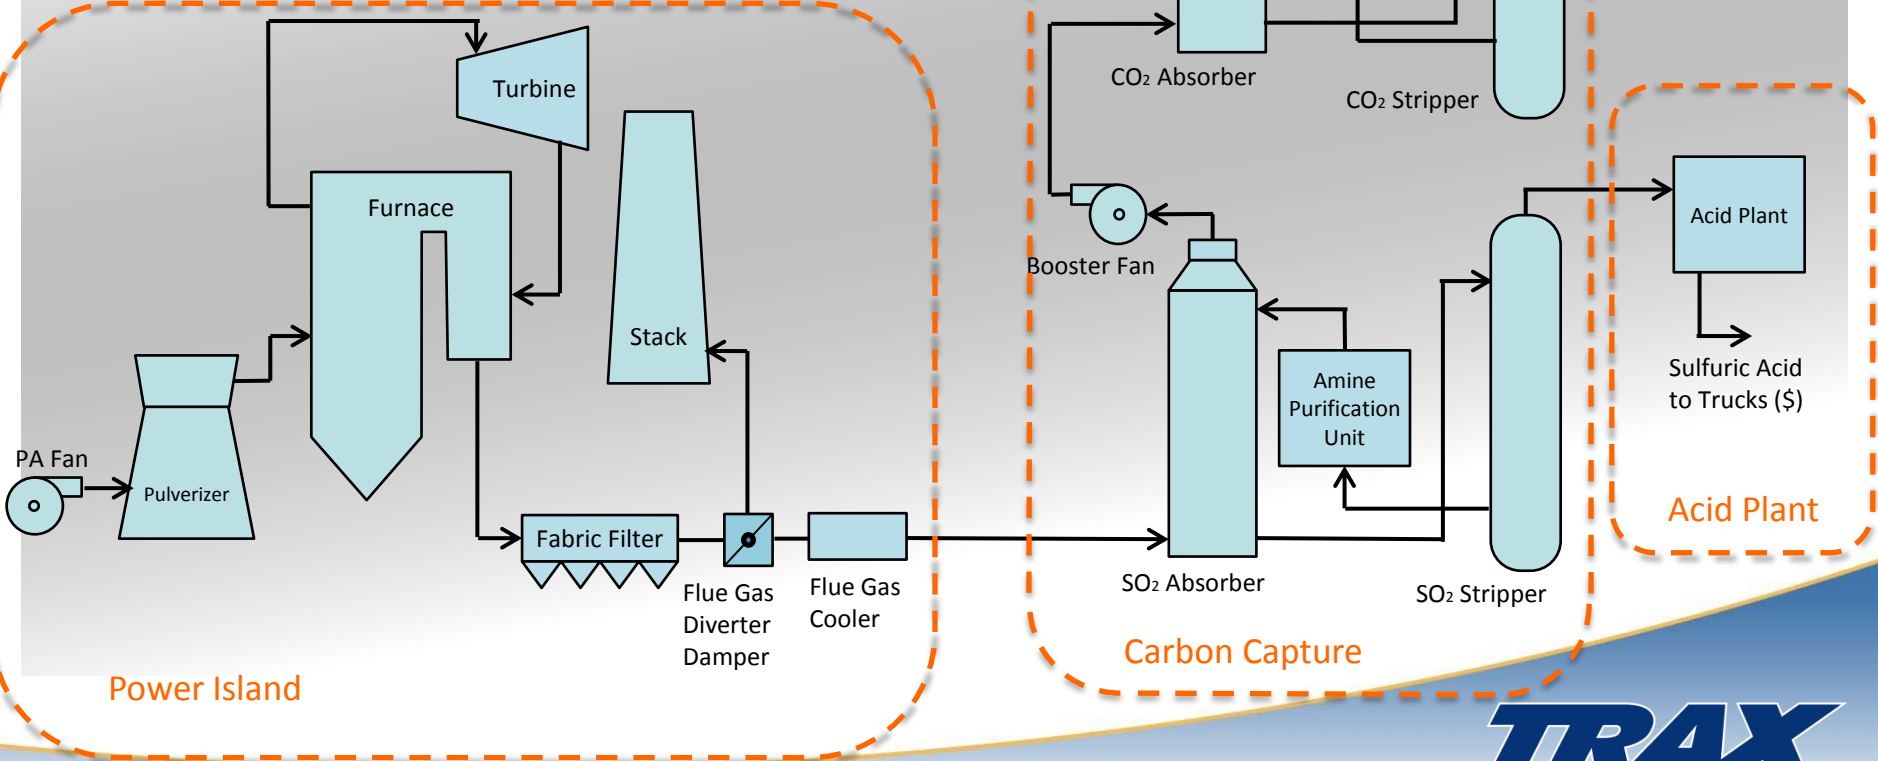 Turbine
CO₂ Absorber
CO₂ Stripper
Furnace
Acid Plant
Booster Fan
Stack
Sulfuric Acid
to Trucks ($)
Amine
Purification
Unit
PA Fan
Pulverizer
Acid Plant
Fabric Filter
Flue Gas
Diverter
Damper
Flue Gas
Cooler
SO₂ Absorber
SO₂ Stripper
Carbon Capture
Power Island
TRAX